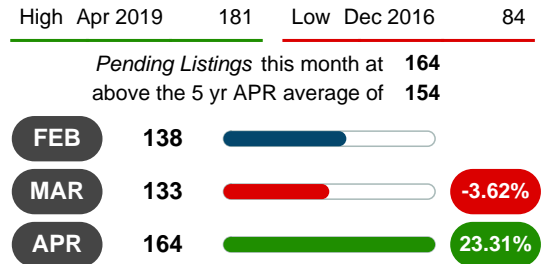 High Apr 2019 181 Low Dec 2016 84
Pending Listings this month at 164
above the 5 yr APR average of 154
FEB 138
MAR 133 -3.62%
APR 164 23.31%